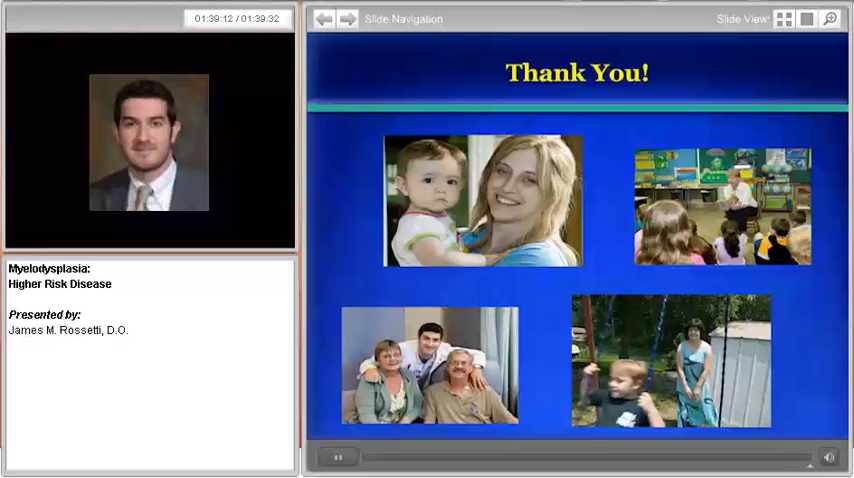 01:39:12 / 01:39:32
Slide Navigation
Slide View:
Thank You!
Myelodysplasia:
Higher Risk Disease
Presented by:
James M. Rossetti, D.O.